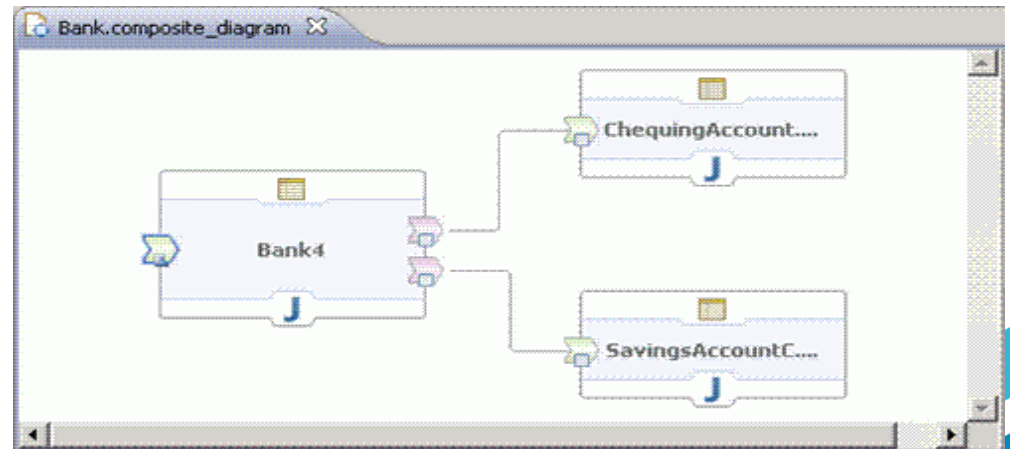 Bank.composite_diagram
ChequingAccount....
J
Bank4
J
SavingsAccountC....
J